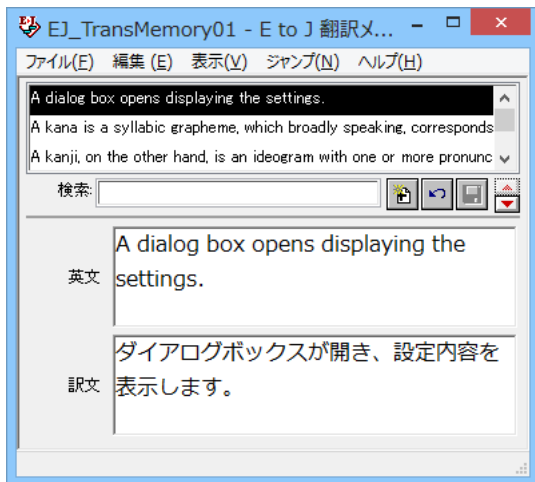 EJ_TransMemory01 - E to J 翻訳メ...
ファイル(F) 編集 (E) 表示(V) ジャンプ(N) ヘルプ(H)
A dialog box opens displaying the settings.
A kana is a syllabic grapheme, which broadly speaking, corresponds
A kanji, on the other hand, is an ideogram with one or more pronunc
検索:
英文
A dialog box opens displaying the
settings.
訳文
ダイアログボックスが開き、設定内容を
表示します。